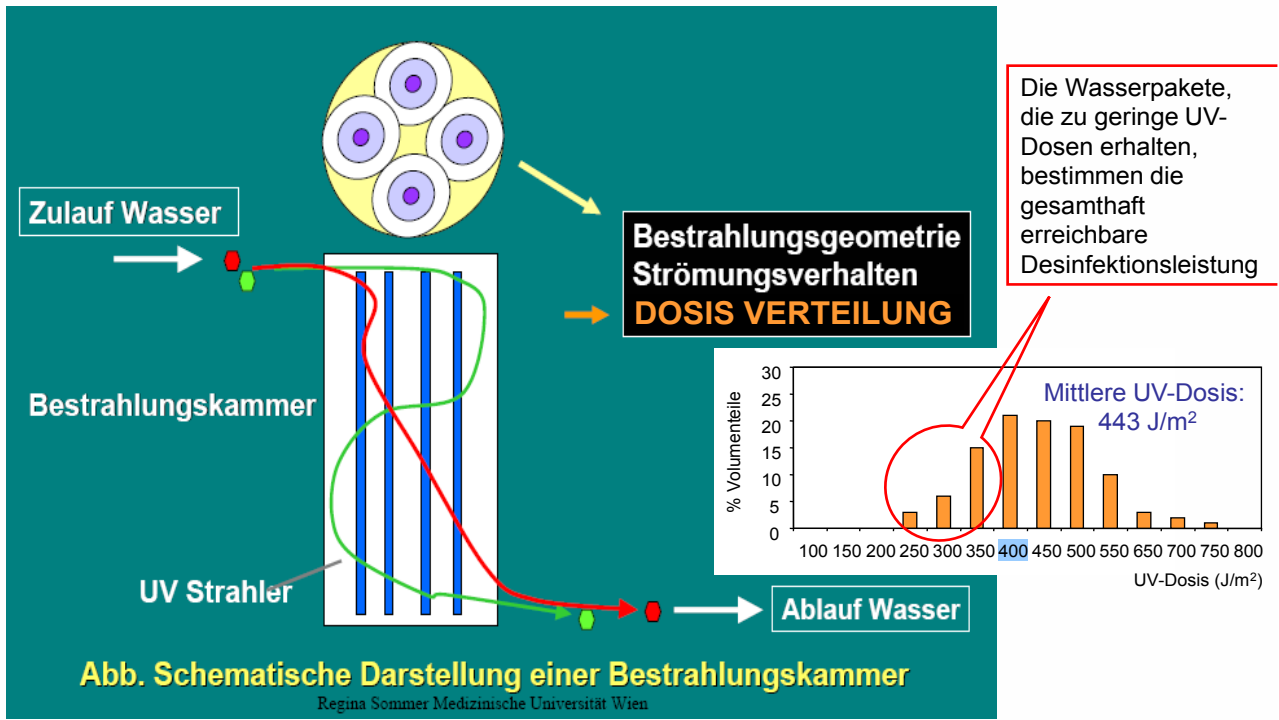 Zulauf Wasser
Bestrahlungskammer
UV Strahler
Bestrahlungsgeometrie
Strömungsverhalten
DOSIS VERTEILUNG
Die Wasserpakete,
die zu geringe UV-
Dosen erhalten,
bestimmen die
gesamthaft
erreichbare
Desinfektionsleistung
Mittlere UV-Dosis:
443 J/m²
% Volumenteile
30
25
20
15
10
5
0
100 150 200 250 300 350 400 450 500 550 650 700 750 800
UV-Dosis (J/m²)
Ablauf Wasser
Abb. Schematische Darstellung einer Bestrahlungskammer
Regina Sommer Medizinische Universität Wien